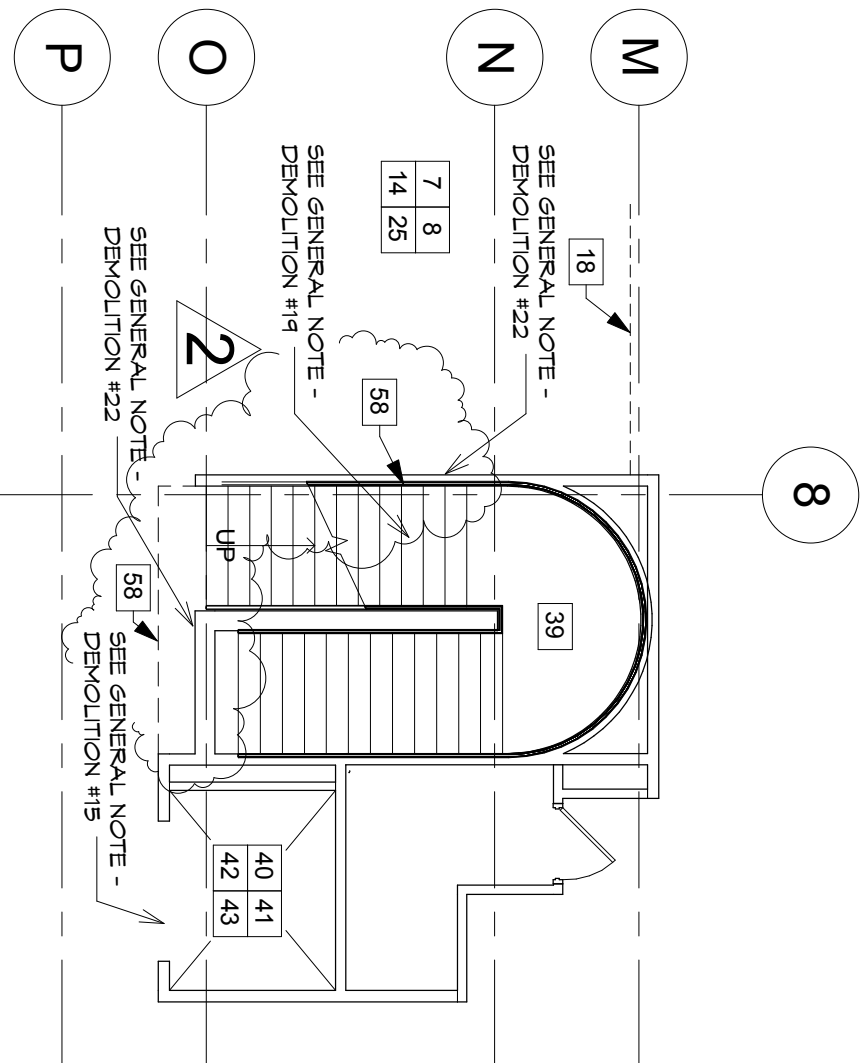 P
O
N
M
8
SEE GENERAL NOTE -
DEMOLITION #22
18
7 8
14 25
SEE GENERAL NOTE -
DEMOLITION #19
58
2
SEE GENERAL NOTE -
DEMOLITION #22
UP
39
58
SEE GENERAL NOTE -
DEMOLITION #15
40 41
42 43